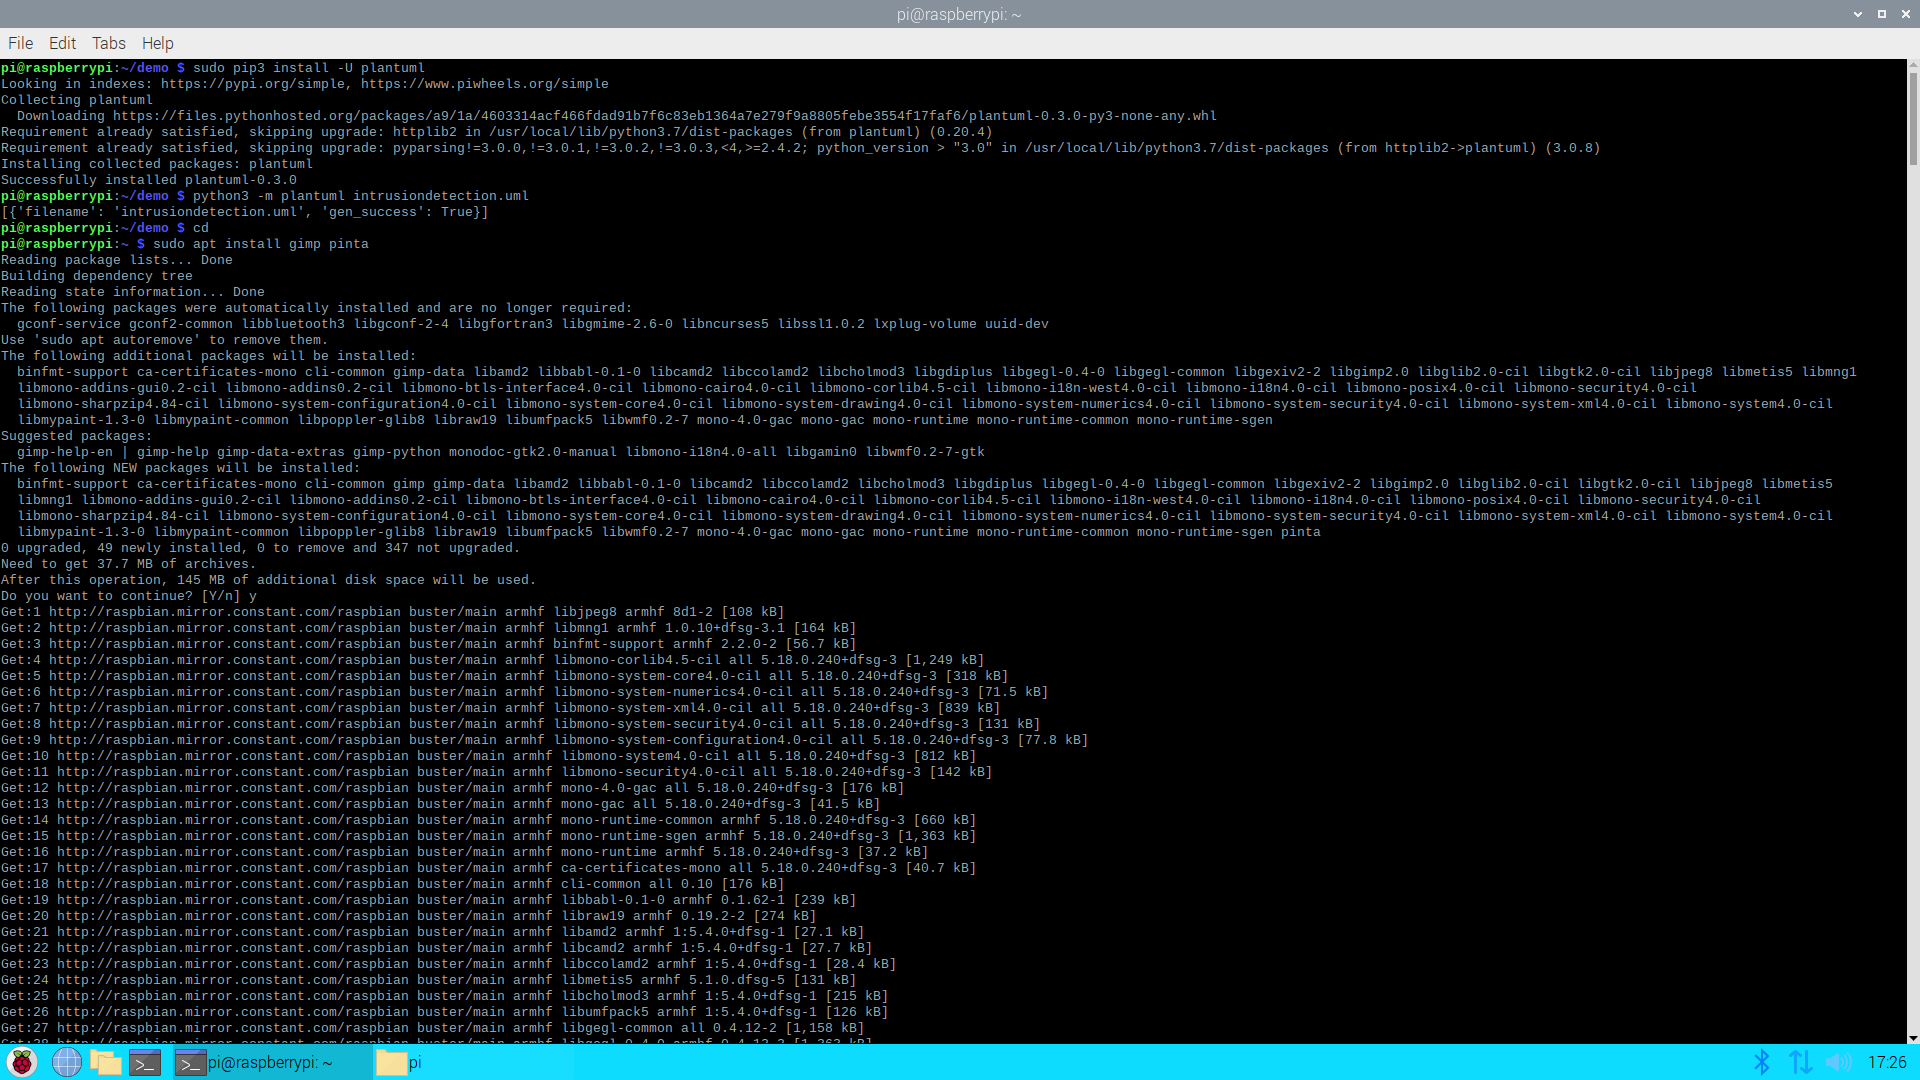 pi@raspberrypi: ~
File Edit Tabs Help
pi@raspberrypi:~/demo $ sudo pip3 install -U plantuml
Looking in indexes: https://pypi.org/simple, https://www.piwheels.org/simple
Collecting plantuml
  Downloading https://files.pythonhosted.org/packages/a9/1a/4603314acf466fdad91b7f6c83eb1364a7e279f9a8805febe3554f17faf6/plantuml-0.3.0-py3-none-any.whl
Requirement already satisfied, skipping upgrade: httplib2 in /usr/local/lib/python3.7/dist-packages (from plantuml) (0.20.4)
Requirement already satisfied, skipping upgrade: pyparsing!=3.0.0,!=3.0.1,!=3.0.2,!=3.0.3,<4,>=2.4.2; python_version > "3.0" in /usr/local/lib/python3.7/dist-packages (from httplib2->plantuml) (3.0.8)
Installing collected packages: plantuml
Successfully installed plantuml-0.3.0
pi@raspberrypi:~/demo $ python3 -m plantuml intrusiondetection.uml
[{'filename': 'intrusiondetection.uml', 'gen_success': True}]
pi@raspberrypi:~/demo $ cd
pi@raspberrypi:~ $ sudo apt install gimp pinta
Reading package lists... Done
Building dependency tree
Reading state information... Done
The following packages were automatically installed and are no longer required:
  gconf-service gconf2-common libbluetooth3 libgconf-2-4 libgfortran3 libgmime-2.6-0 libncurses5 libssl1.0.2 lxplug-volume uuid-dev
Use 'sudo apt autoremove' to remove them.
The following additional packages will be installed:
  binfmt-support ca-certificates-mono cli-common gimp-data libamd2 libbabl-0.1-0 libcamd2 libccolamd2 libcholmod3 libgdiplus libgegl-0.4-0 libgegl-common libgexiv2-2 libgimp2.0 libglib2.0-cil libgtk2.0-cil libjpeg8 libmetis5 libmng1
  libmono-addins-gui0.2-cil libmono-addins0.2-cil libmono-btls-interface4.0-cil libmono-cairo4.0-cil libmono-corlib4.5-cil libmono-i18n-west4.0-cil libmono-i18n4.0-cil libmono-posix4.0-cil libmono-security4.0-cil
  libmono-sharpzip4.84-cil libmono-system-configuration4.0-cil libmono-system-core4.0-cil libmono-system-drawing4.0-cil libmono-system-numerics4.0-cil libmono-system-security4.0-cil libmono-system-xml4.0-cil libmono-system4.0-cil
  libmypaint-1.3-0 libmypaint-common libpoppler-glib8 libraw19 libumfpack5 libwmf0.2-7 mono-4.0-gac mono-gac mono-runtime mono-runtime-common mono-runtime-sgen
Suggested packages:
  gimp-help-en | gimp-help gimp-data-extras gimp-python monodoc-gtk2.0-manual libmono-i18n4.0-all libgamin0 libwmf0.2-7-gtk
The following NEW packages will be installed:
  binfmt-support ca-certificates-mono cli-common gimp gimp-data libamd2 libbabl-0.1-0 libcamd2 libccolamd2 libcholmod3 libgdiplus libgegl-0.4-0 libgegl-common libgexiv2-2 libgimp2.0 libglib2.0-cil libgtk2.0-cil libjpeg8 libmetis5
  libmng1 libmono-addins-gui0.2-cil libmono-addins0.2-cil libmono-btls-interface4.0-cil libmono-cairo4.0-cil libmono-corlib4.5-cil libmono-i18n-west4.0-cil libmono-i18n4.0-cil libmono-posix4.0-cil libmono-security4.0-cil
  libmono-sharpzip4.84-cil libmono-system-configuration4.0-cil libmono-system-core4.0-cil libmono-system-drawing4.0-cil libmono-system-numerics4.0-cil libmono-system-security4.0-cil libmono-system-xml4.0-cil libmono-system4.0-cil
  libmypaint-1.3-0 libmypaint-common libpoppler-glib8 libraw19 libumfpack5 libwmf0.2-7 mono-4.0-gac mono-gac mono-runtime mono-runtime-common mono-runtime-sgen pinta
0 upgraded, 49 newly installed, 0 to remove and 347 not upgraded.
Need to get 37.7 MB of archives.
After this operation, 145 MB of additional disk space will be used.
Do you want to continue? [Y/n] y
Get:1 http://raspbian.mirror.constant.com/raspbian buster/main armhf libjpeg8 armhf 8d1-2 [108 kB]
Get:2 http://raspbian.mirror.constant.com/raspbian buster/main armhf libmng1 armhf 1.0.10+dfsg-3.1 [164 kB]
Get:3 http://raspbian.mirror.constant.com/raspbian buster/main armhf binfmt-support armhf 2.2.0-2 [56.7 kB]
Get:4 http://raspbian.mirror.constant.com/raspbian buster/main armhf libmono-corlib4.5-cil all 5.18.0.240+dfsg-3 [1,249 kB]
Get:5 http://raspbian.mirror.constant.com/raspbian buster/main armhf libmono-system-core4.0-cil all 5.18.0.240+dfsg-3 [318 kB]
Get:6 http://raspbian.mirror.constant.com/raspbian buster/main armhf libmono-system-numerics4.0-cil all 5.18.0.240+dfsg-3 [71.5 kB]
Get:7 http://raspbian.mirror.constant.com/raspbian buster/main armhf libmono-system-xml4.0-cil all 5.18.0.240+dfsg-3 [839 kB]
Get:8 http://raspbian.mirror.constant.com/raspbian buster/main armhf libmono-system-security4.0-cil all 5.18.0.240+dfsg-3 [131 kB]
Get:9 http://raspbian.mirror.constant.com/raspbian buster/main armhf libmono-system-configuration4.0-cil all 5.18.0.240+dfsg-3 [77.8 kB]
Get:10 http://raspbian.mirror.constant.com/raspbian buster/main armhf libmono-system4.0-cil all 5.18.0.240+dfsg-3 [812 kB]
Get:11 http://raspbian.mirror.constant.com/raspbian buster/main armhf libmono-security4.0-cil all 5.18.0.240+dfsg-3 [142 kB]
Get:12 http://raspbian.mirror.constant.com/raspbian buster/main armhf mono-4.0-gac all 5.18.0.240+dfsg-3 [176 kB]
Get:13 http://raspbian.mirror.constant.com/raspbian buster/main armhf mono-gac all 5.18.0.240+dfsg-3 [41.5 kB]
Get:14 http://raspbian.mirror.constant.com/raspbian buster/main armhf mono-runtime-common armhf 5.18.0.240+dfsg-3 [660 kB]
Get:15 http://raspbian.mirror.constant.com/raspbian buster/main armhf mono-runtime-sgen armhf 5.18.0.240+dfsg-3 [1,363 kB]
Get:16 http://raspbian.mirror.constant.com/raspbian buster/main armhf mono-runtime armhf 5.18.0.240+dfsg-3 [37.2 kB]
Get:17 http://raspbian.mirror.constant.com/raspbian buster/main armhf ca-certificates-mono all 5.18.0.240+dfsg-3 [40.7 kB]
Get:18 http://raspbian.mirror.constant.com/raspbian buster/main armhf cli-common all 0.10 [176 kB]
Get:19 http://raspbian.mirror.constant.com/raspbian buster/main armhf libbabl-0.1-0 armhf 0.1.62-1 [239 kB]
Get:20 http://raspbian.mirror.constant.com/raspbian buster/main armhf libraw19 armhf 0.19.2-2 [274 kB]
Get:21 http://raspbian.mirror.constant.com/raspbian buster/main armhf libamd2 armhf 1:5.4.0+dfsg-1 [27.1 kB]
Get:22 http://raspbian.mirror.constant.com/raspbian buster/main armhf libcamd2 armhf 1:5.4.0+dfsg-1 [27.7 kB]
Get:23 http://raspbian.mirror.constant.com/raspbian buster/main armhf libccolamd2 armhf 1:5.4.0+dfsg-1 [28.4 kB]
Get:24 http://raspbian.mirror.constant.com/raspbian buster/main armhf libmetis5 armhf 5.1.0.dfsg-5 [131 kB]
Get:25 http://raspbian.mirror.constant.com/raspbian buster/main armhf libcholmod3 armhf 1:5.4.0+dfsg-1 [215 kB]
Get:26 http://raspbian.mirror.constant.com/raspbian buster/main armhf libumfpack5 armhf 1:5.4.0+dfsg-1 [126 kB]
Get:27 http://raspbian.mirror.constant.com/raspbian buster/main armhf libgegl-common all 0.4.12-2 [1,158 kB]
pi@raspberrypi: ~ pi 17:26